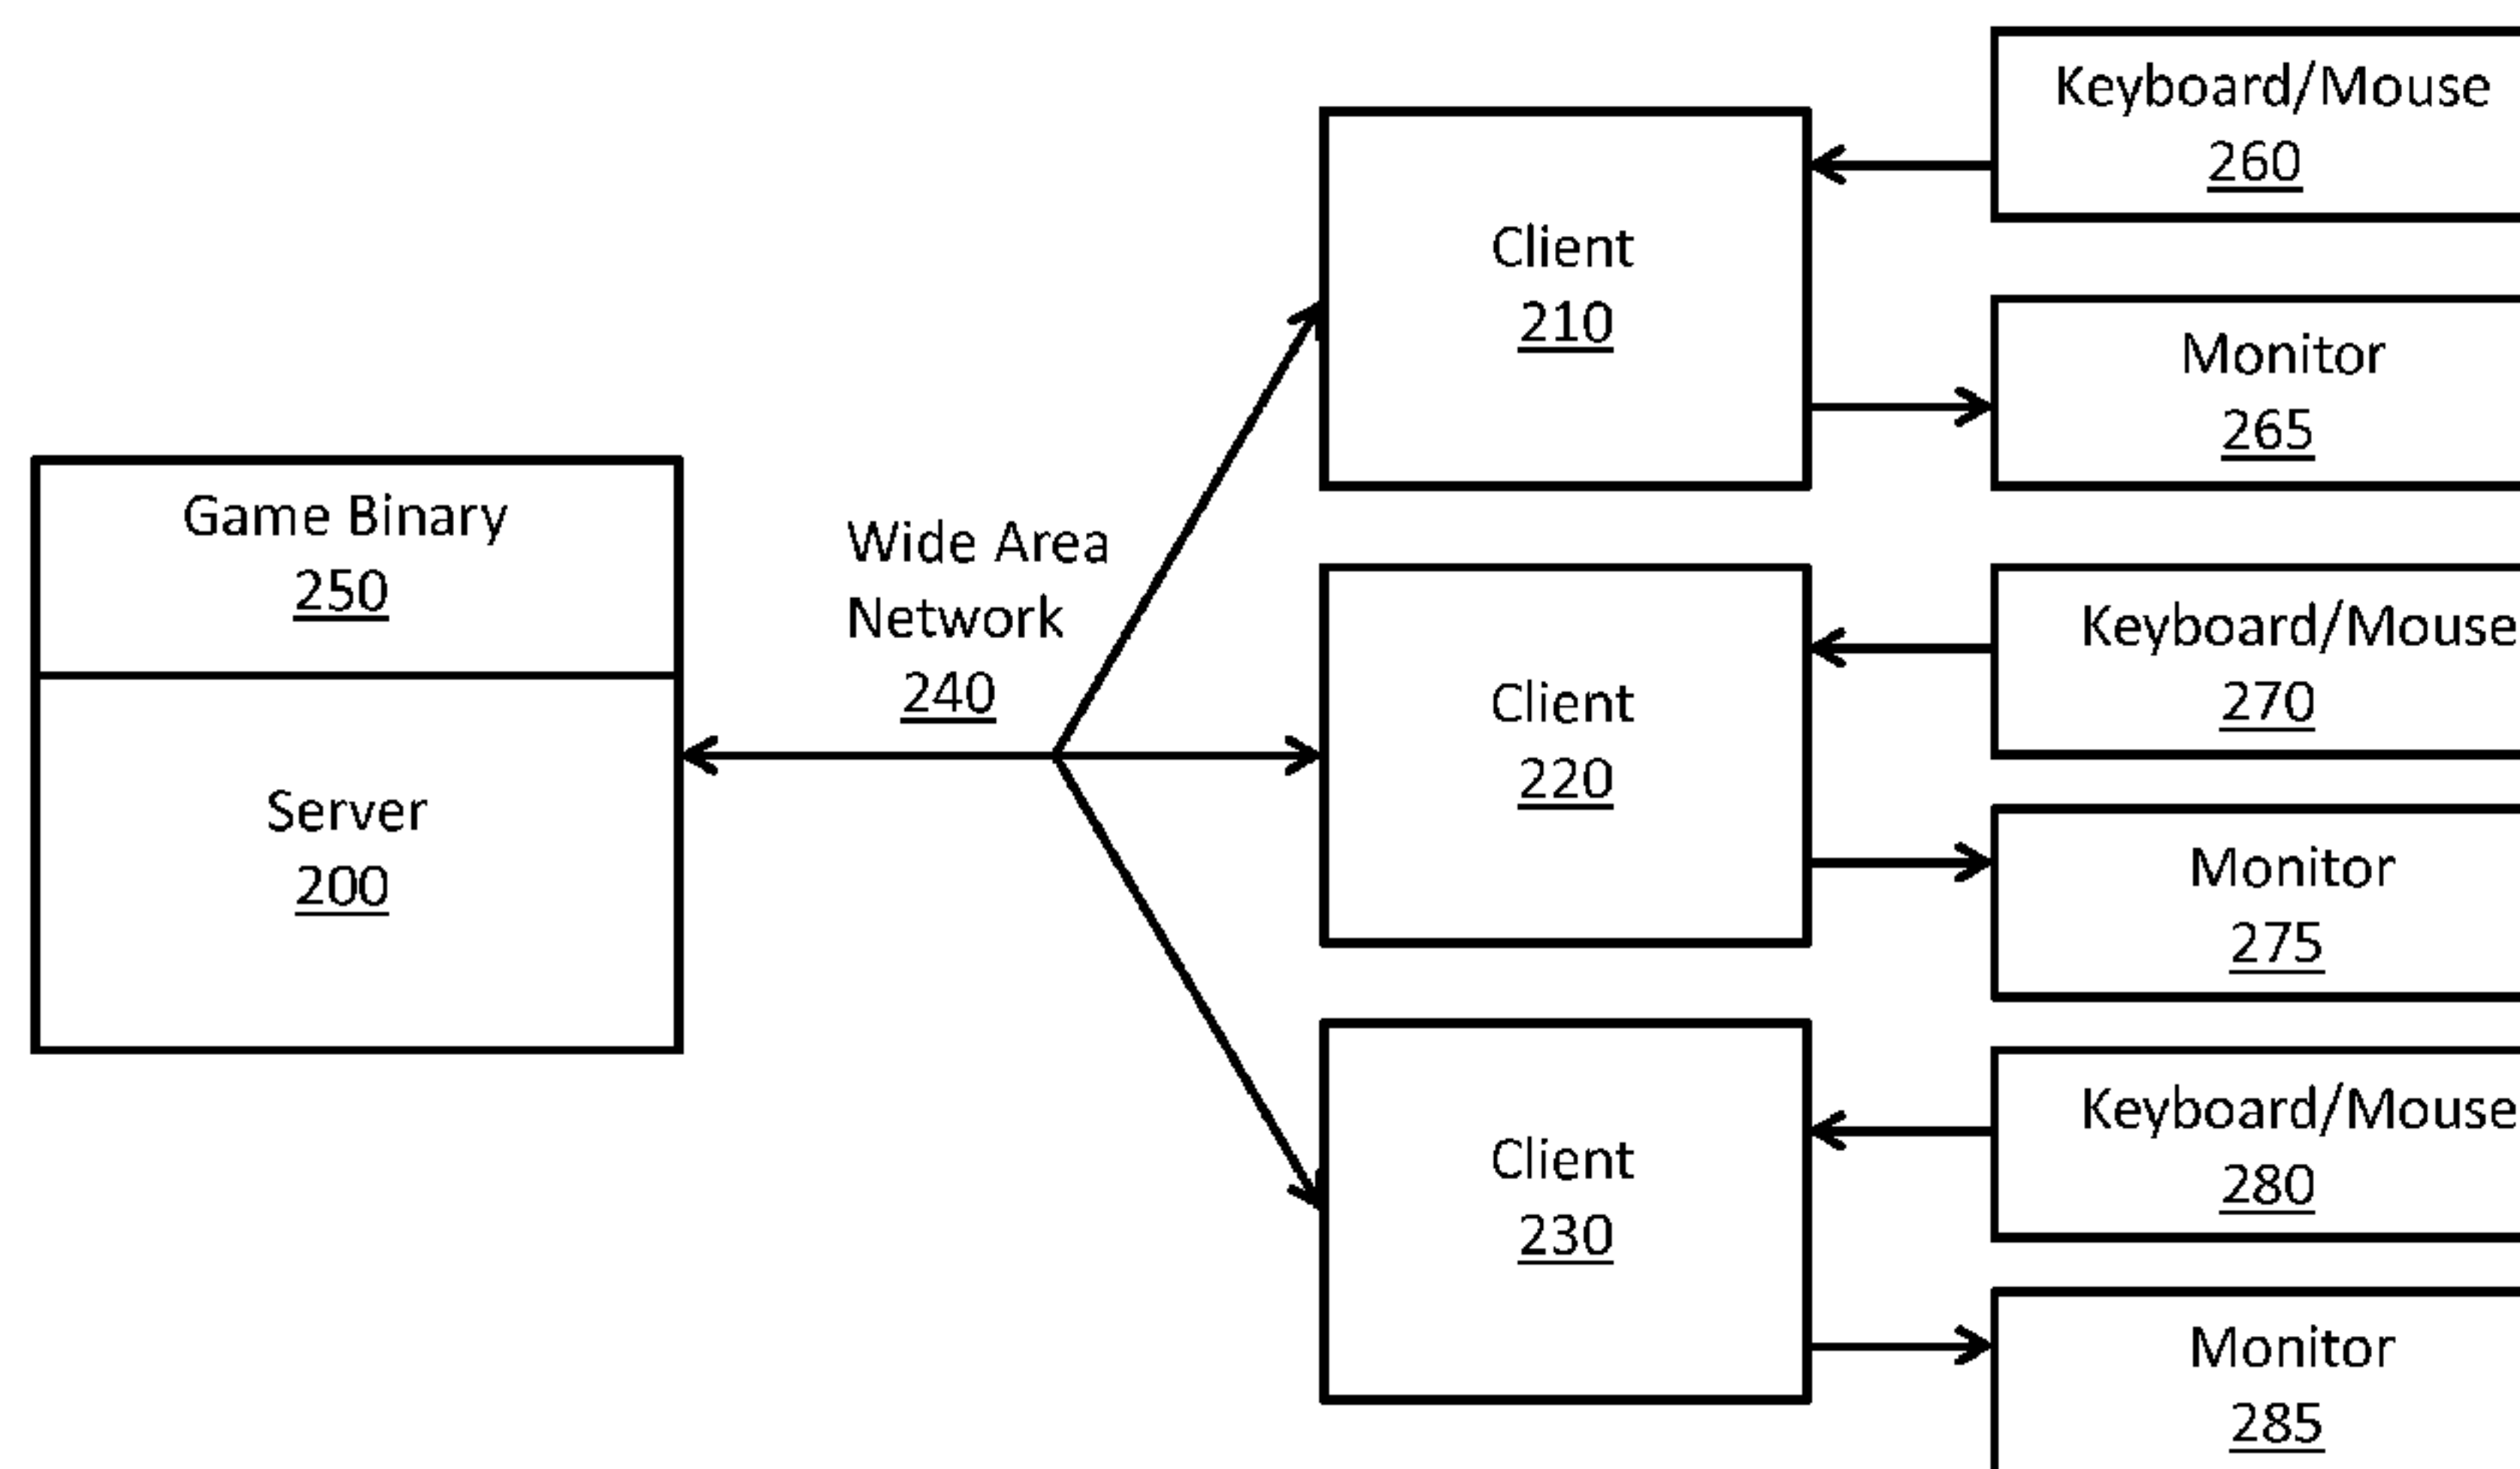 Game Binary
250
Server
200
Wide Area
Network
240
Client
210
Client
220
Client
230
Keyboard/Mouse
260
Monitor
265
Keyboard/Mouse
270
Monitor
275
Keyboard/Mouse
280
Monitor
285